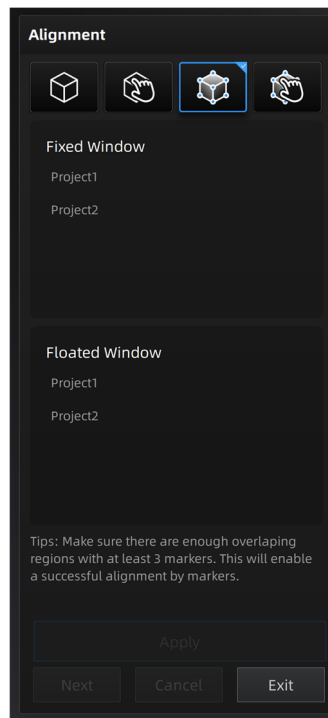 Alignment
Fixed Window
Project1
Project2
Floated Window
Project1
Project2
Tips: Make sure there are enough overlaping
regions with at least 3 markers. This will enable
a successful alignment by markers.
Apply
Next Cancel Exit